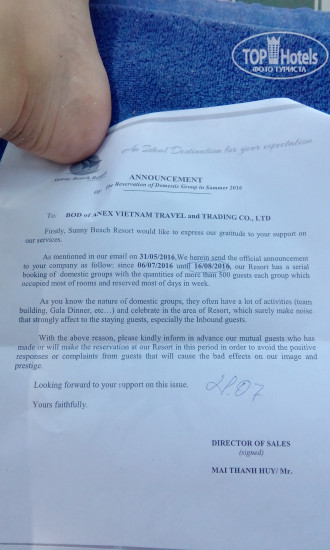 TOPHotels
ФОТО ТУРИСТА
An Ideal Destination for your expectation
Sunny Beach Resort
ANNOUNCEMENT
Reservation of Domestic Group in Summer 2016
To: BOD of ANEX VIETNAM TRAVEL and TRADING CO., LTD
Firstly, Sunny Beach Resort would like to express our gratitude to your support on
our services.
As mentioned in our email on 31/05/2016,We herein send the official announcement
to your company as follow: since 06/07/2016 until 16/08/2016, our Resort has a serial
booking of domestic groups with the quantities of more than 500 guests each group which
occupied most of rooms and reserved most of days in week.
As you know the nature of domestic groups, they often have a lot of activities (team
building, Gala Dinner, etc…) and celebrate in the area of Resort, which surely make noise
that strongly affect to the staying guests, especially the Inbound guests.
With the above reason, please kindly inform in advance our mutual guests who has
made or will make the reservation at our Resort in this period in order to avoid the positive
responses or complaints from guests that will cause the bad effects on our image and
prestige.
Looking forward to your support on this issue.
Yours faithfully.
DIRECTOR OF SALES
(signed)
MAI THANH HUY/ Mr.